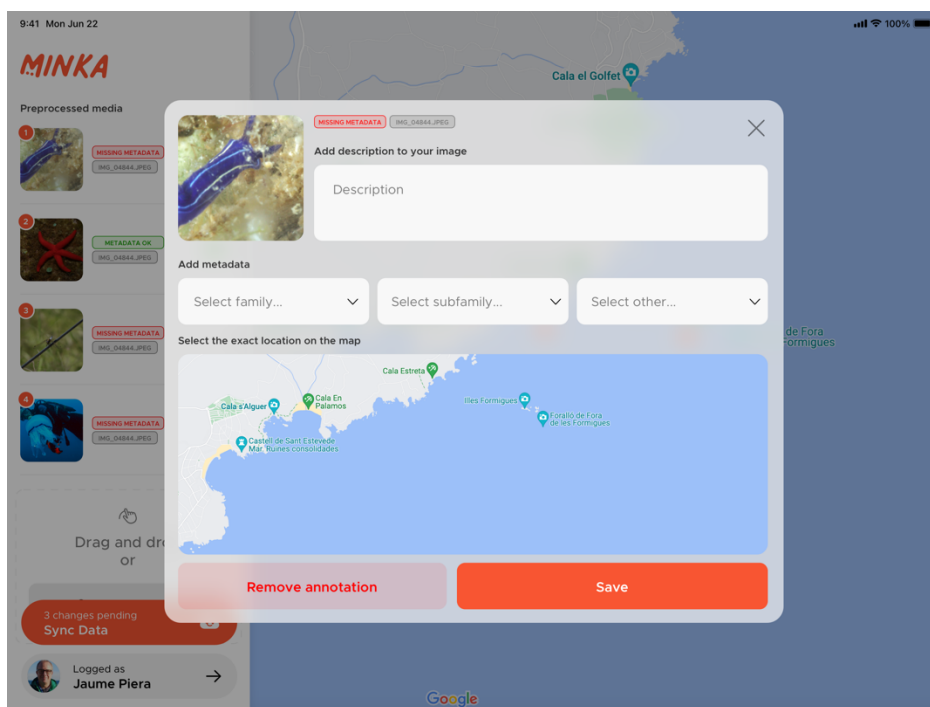 9:41 Mon Jun 22
100%
MINKA
Preprocessed media
1
MISSING METADATA
IMG_04844.JPEG
2
METADATA OK
IMG_04844.JPEG
3
MISSING METADATA
IMG_04844.JPEG
4
MISSING METADATA
IMG_04844.JPEG
Drag and dr
or
3 changes pending
Sync Data
Logged as
Jaume Piera
Cala el Golfet
de Fora
Formigues
MISSING METADATA
IMG_04844.JPEG
Add description to your image
Description
Add metadata
Select family...
Select subfamily...
Select other...
Select the exact location on the map
Cala Estreta
Cala s'Alguer
Cala En
Palamos
Illes Formigues
Forallo de Fora
de les Formigues
Castell de Sant Estevede
Mar. Ruines consolidades
Remove annotation
Save
Google